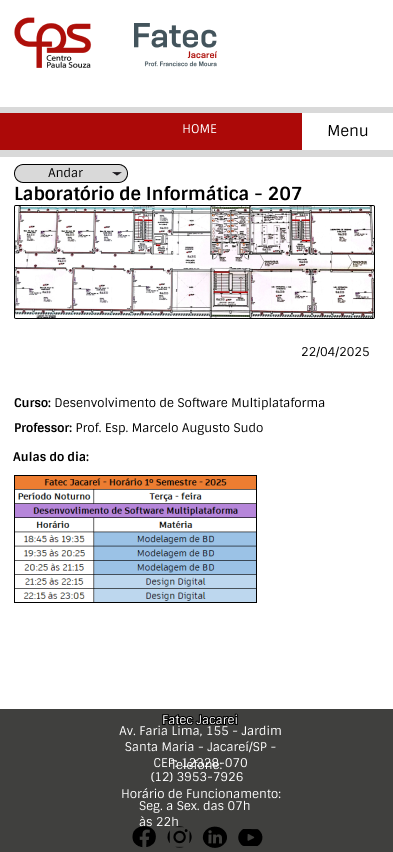 CPS
Centro
Paula Souza
Fatec
Jacareí
Prof. Francisco de Moura
HOME
Menu
Andar
Laboratório de Informática - 207
22/04/2025
Curso: Desenvolvimento de Software Multiplataforma
Professor: Prof. Esp. Marcelo Augusto Sudo
Aulas do dia:
Fatec Jacareí - Horário 1º Semestre - 2025
Período Noturno Terça - feira
Desenvovlimento de Software Multiplataforma
Horário Matéria
18:45 às 19:35 Modelagem de BD
19:35 às 20:25 Modelagem de BD
20:25 às 21:15 Modelagem de BD
21:25 às 22:15 Design Digital
22:15 às 23:05 Design Digital
Fatec Jacareí
Av. Faria Lima, 155 - Jardim
Santa Maria - Jacareí/SP -
CEP: 12328-070
Telefone:
(12) 3953-7926
Horário de Funcionamento:
Seg. a Sex. das 07h
às 22h